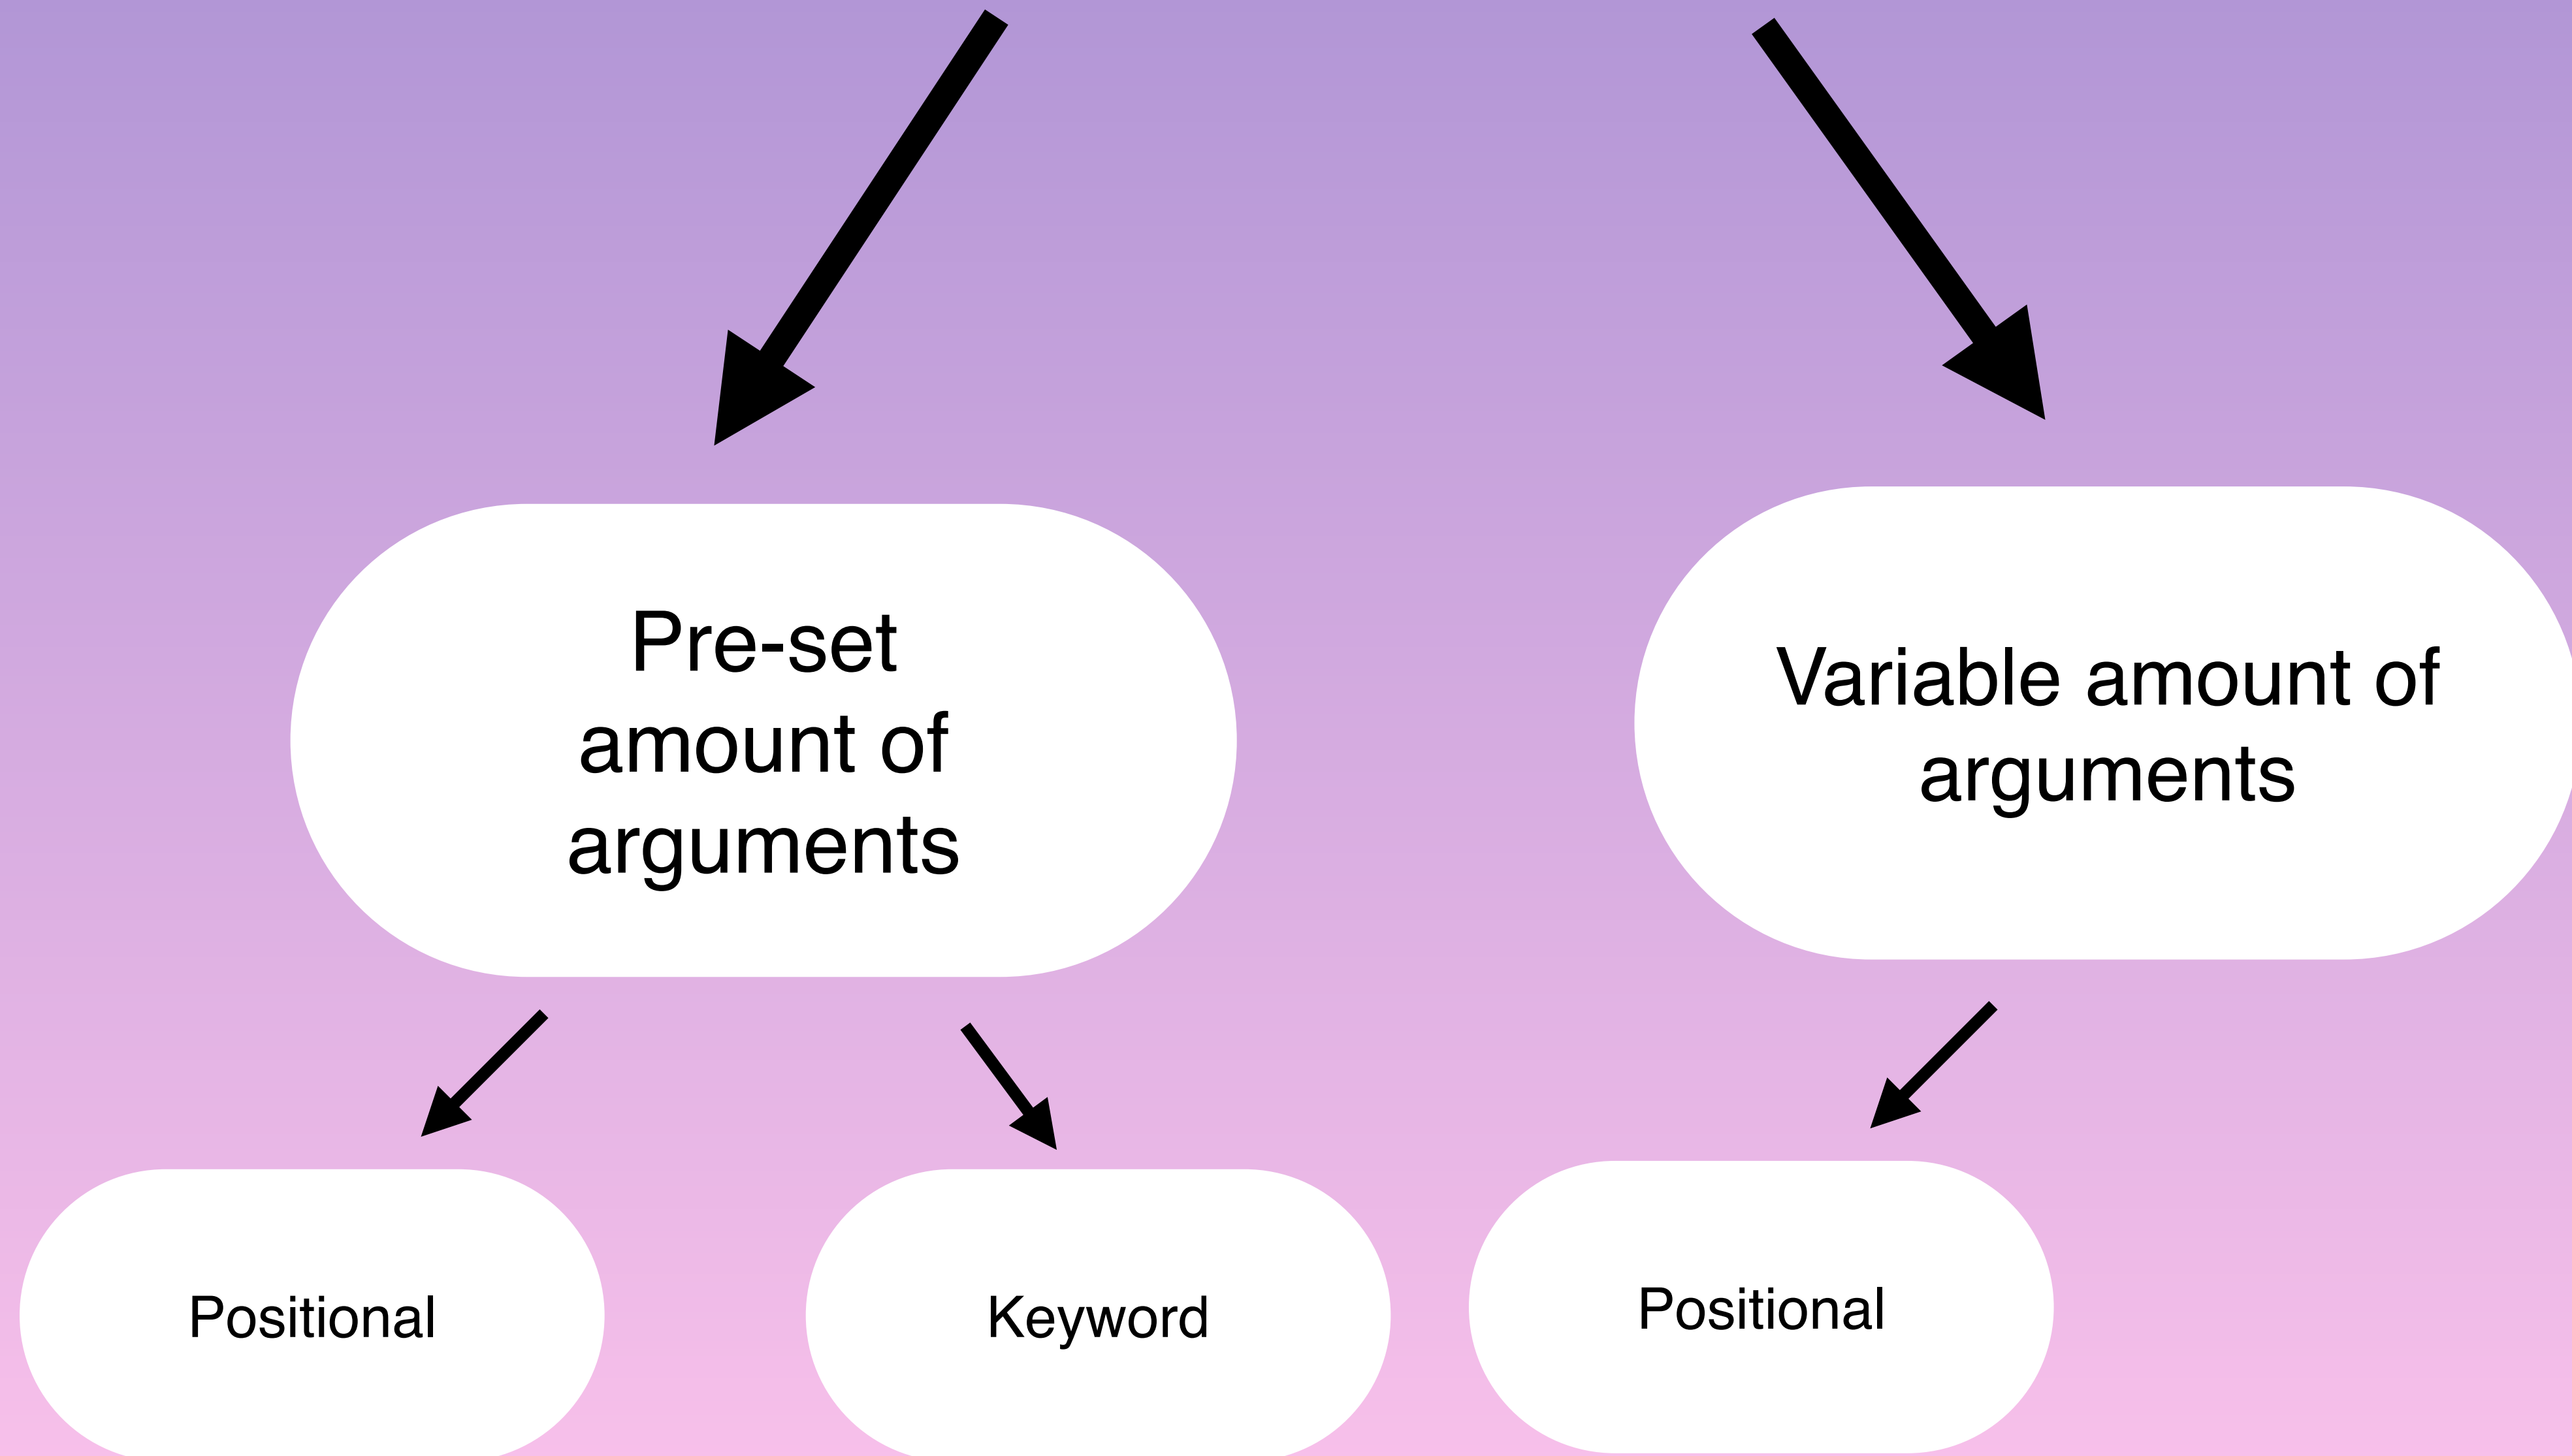 Pre-set
amount of
arguments
Variable amount of
arguments
Positional
Keyword
Positional